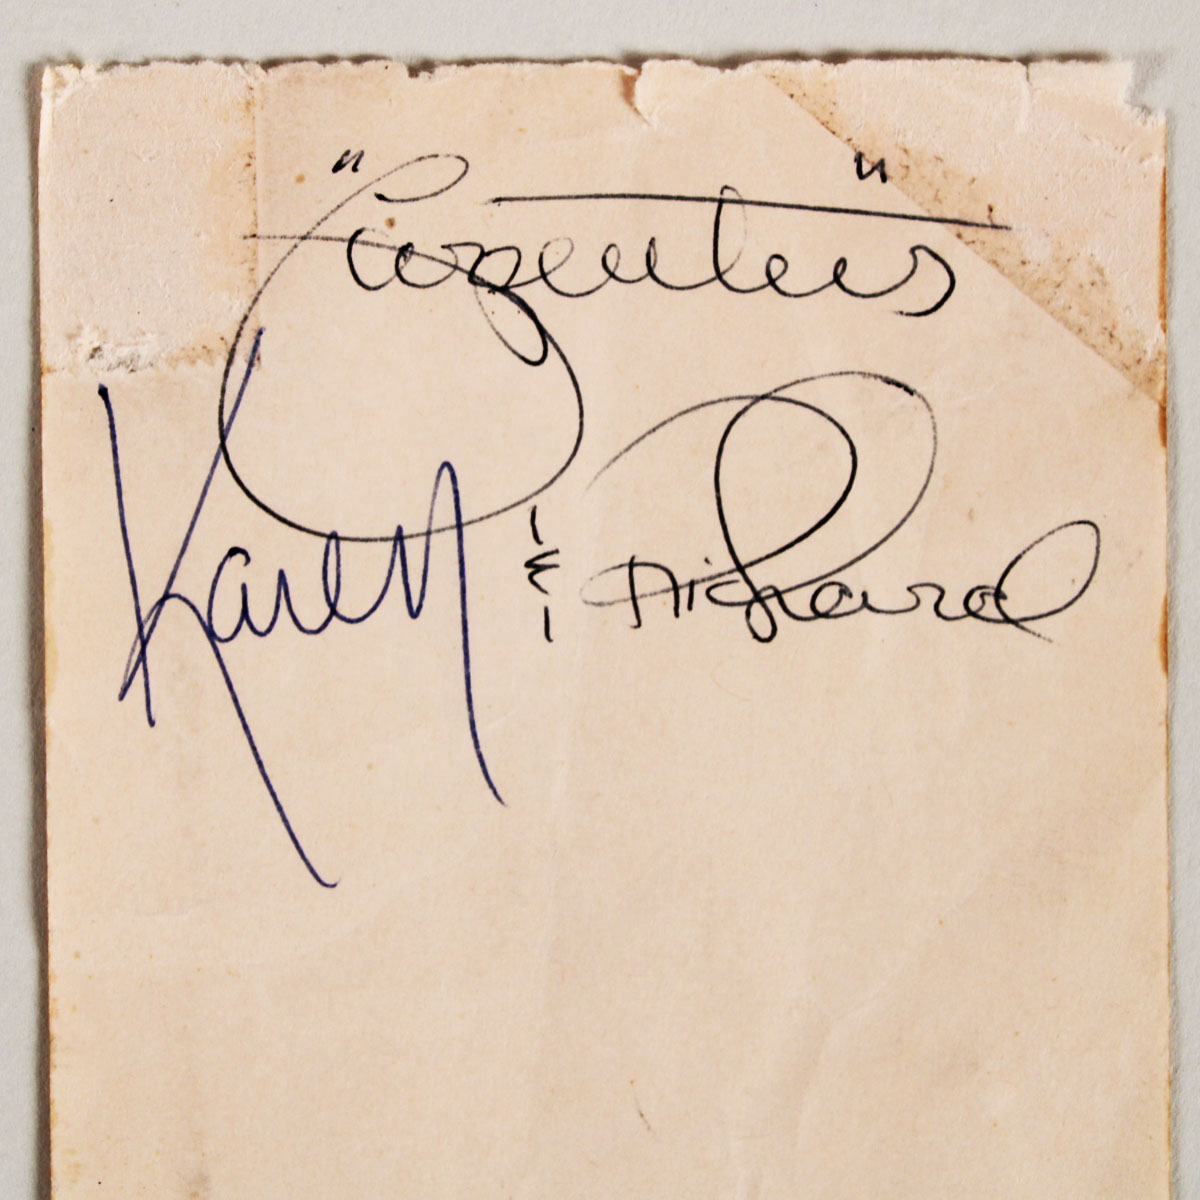 "Carpenters"
Karen & Richard